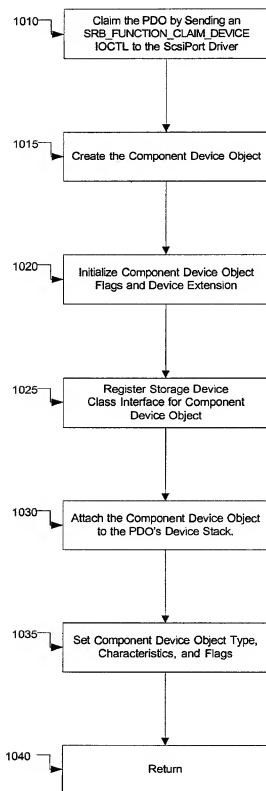 1010
Claim the PDO by Sending an
SRB_FUNCTION_CLAIM_DEVICE
IOCTL to the ScsiPort Driver
1015
Create the Component Device Object
1020
Initialize Component Device Object
Flags and Device Extension
1025
Register Storage Device
Class Interface for Component
Device Object
1030
Attach the Component Device Object
to the PDO's Device Stack.
1035
Set Component Device Object Type,
Characteristics, and Flags
1040
Return